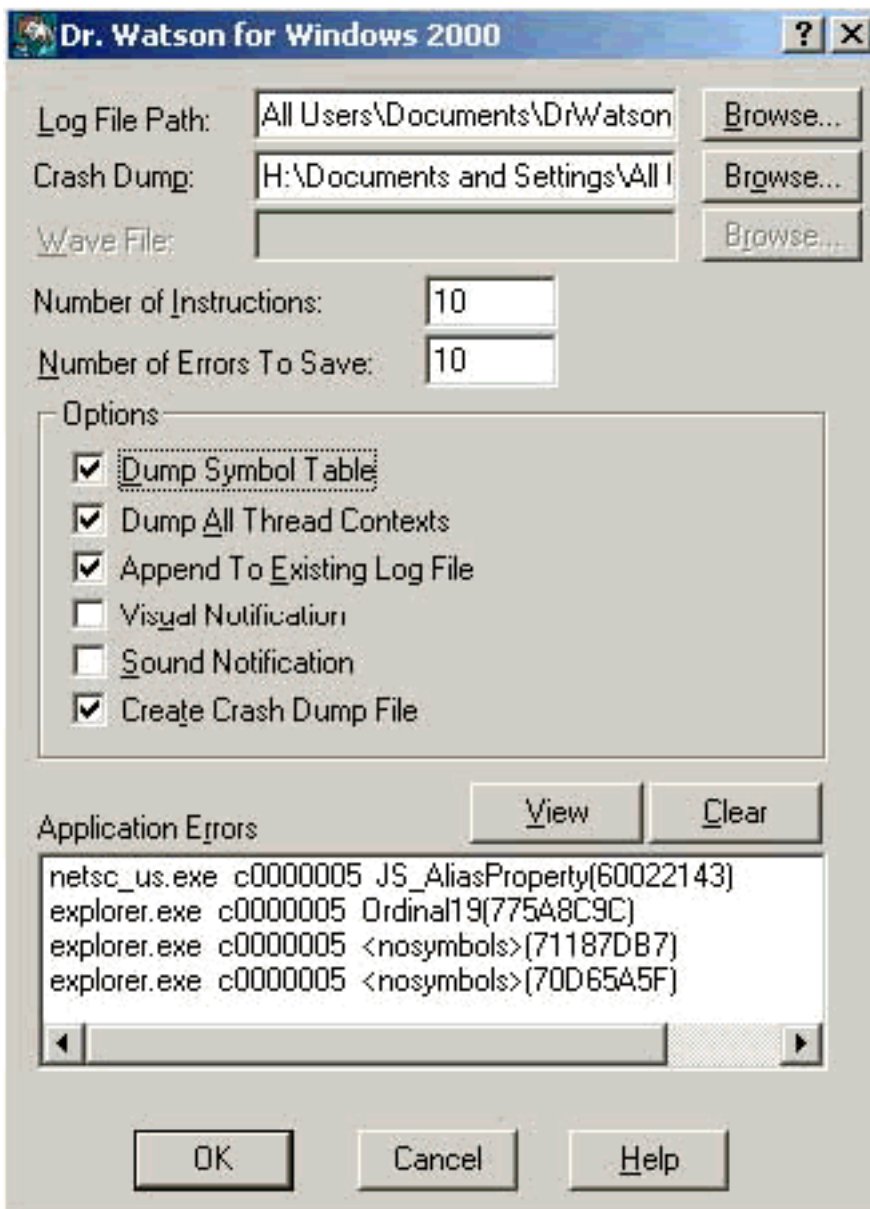 Dr. Watson for Windows 2000
Log File Path: All Users\Documents\DrWatson Browse...
Crash Dump: H:\Documents and Settings\All Browse...
Wave File: Browse...
Number of Instructions: 10
Number of Errors To Save: 10
Options
Dump Symbol Table
Dump All Thread Contexts
Append To Existing Log File
Visual Notification
Sound Notification
Create Crash Dump File
Application Errors View Clear
netsc_us.exe c0000005 JS_AliasProperty(60022143)
explorer.exe c0000005 Ordinal19(775A8C9C)
explorer.exe c0000005 <nosymbols>(71187DB7)
explorer.exe c0000005 <nosymbols>(70D65A5F)
OK Cancel Help